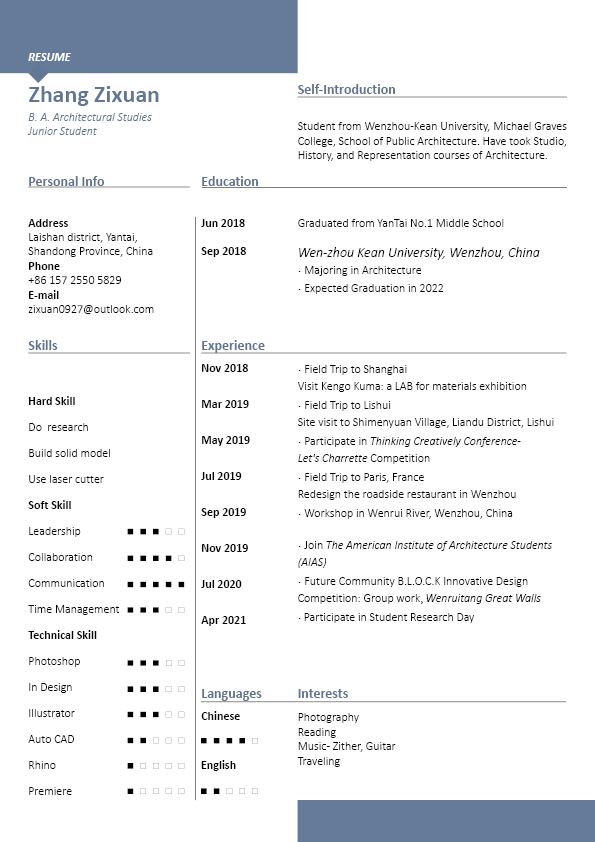 RESUME
Zhang Zixuan
B. A. Architectural Studies
Junior Student
Self-Introduction
Student from Wenzhou-Kean University, Michael Graves
College, School of Public Architecture. Have took Studio,
History, and Representation courses of Architecture.
Personal Info
Address
Laishan district, Yantai,
Shandong Province, China
Phone
+86 157 2550 5829
E-mail
zixuan0927@outlook.com
Education
Jun 2018 Graduated from YanTai No.1 Middle School
Sep 2018 Wen-zhou Kean University, Wenzhou, China
· Majoring in Architecture
· Expected Graduation in 2022
Skills
Hard Skill
Do  research
Build solid model
Use laser cutter
Soft Skill
Leadership ■ ■ ■ □ □
Collaboration ■ ■ ■ ■ □
Communication ■ ■ ■ ■ ■
Time Management ■ ■ ■ □ □
Technical Skill
Photoshop ■ ■ ■ □ □
In Design ■ ■ ■ □ □
Illustrator ■ ■ ■ □ □
Auto CAD ■ ■ □ □ □
Rhino ■ □ □ □ □
Premiere ■ □ □ □ □
Experience
Nov 2018 · Field Trip to Shanghai
Visit Kengo Kuma: a LAB for materials exhibition
Mar 2019 · Field Trip to Lishui
Site visit to Shimenyuan Village, Liandu District, Lishui
May 2019 · Participate in Thinking Creatively Conference-
Let's Charrette Competition
Jul 2019 · Field Trip to Paris, France
Redesign the roadside restaurant in Wenzhou
Sep 2019 · Workshop in Wenrui River, Wenzhou, China
Nov 2019 · Join The American Institute of Architecture Students
(AIAS)
Jul 2020 · Future Community B.L.O.C.K Innovative Design
Competition: Group work, Wenruitang Great Walls
Apr 2021 · Participate in Student Research Day
Languages
Chinese
■ ■ ■ ■ □
English
■ ■ □ □ □
Interests
Photography
Reading
Music- Zither, Guitar
Traveling